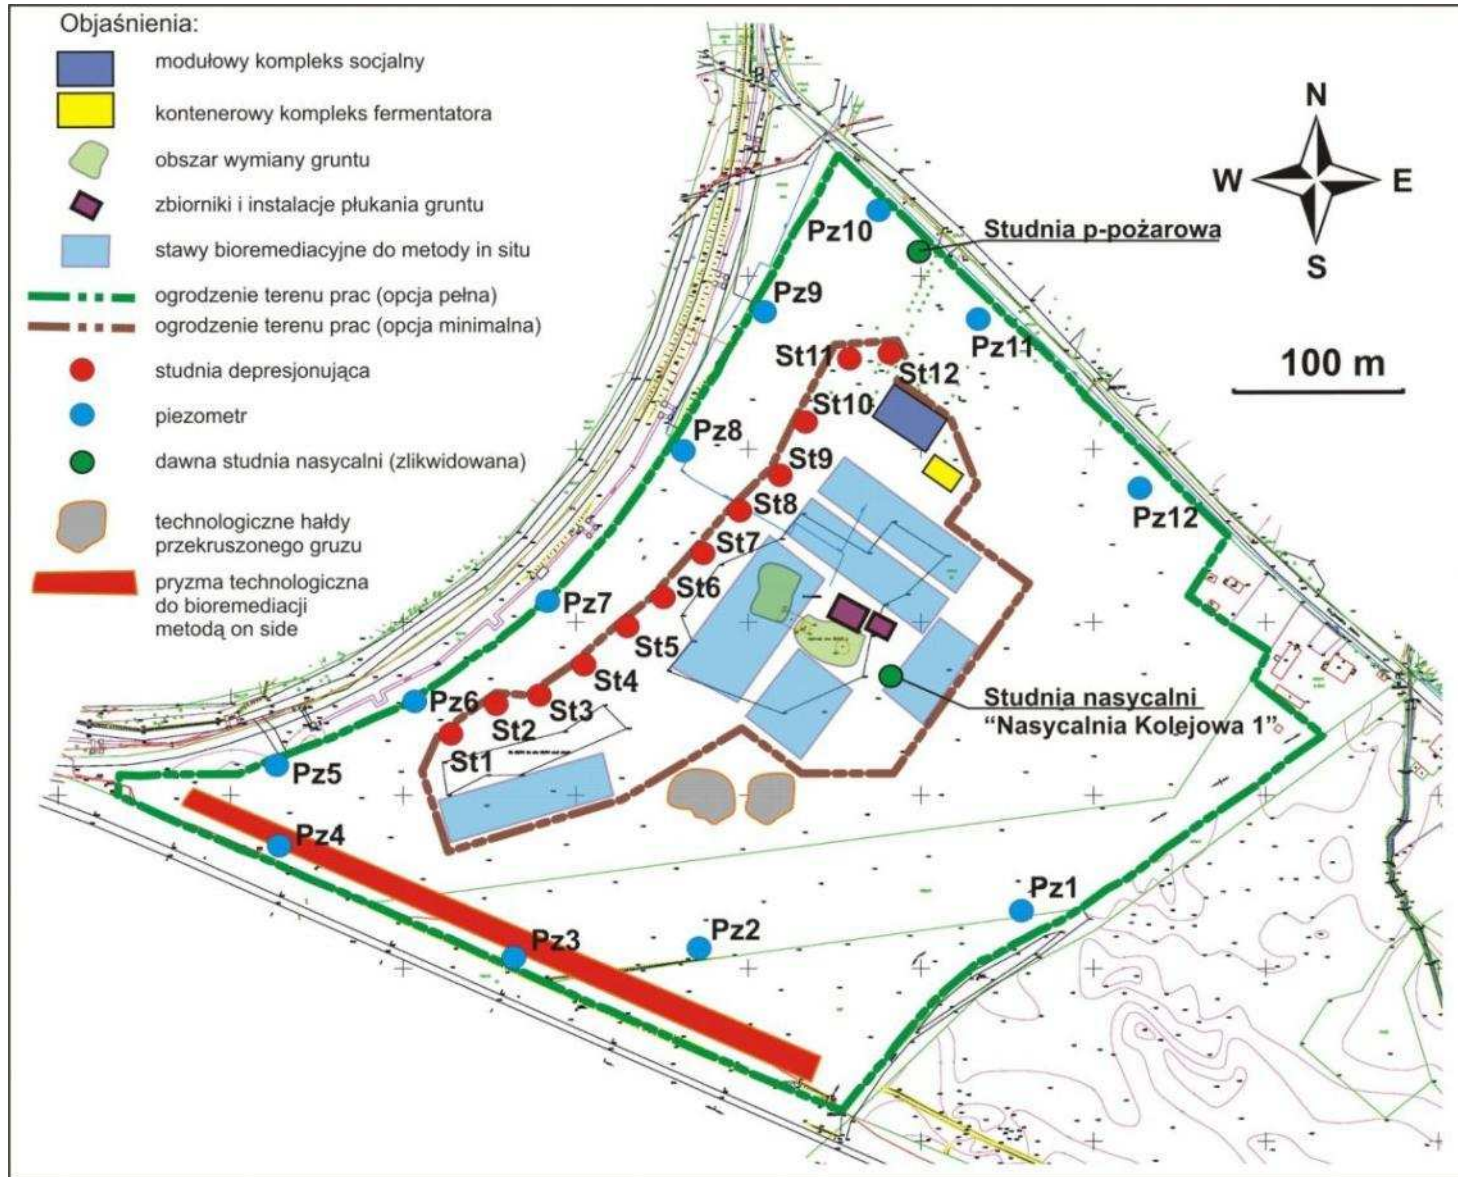 Objaśnienia:
modułowy kompleks socjalny
kontenerowy kompleks fermentatora
obszar wymiany gruntu
zbiorniki i instalacje płukania gruntu
stawy bioremediacyjne do metody in situ
ogrodzenie terenu prac (opcja pełna)
ogrodzenie terenu prac (opcja minimalna)
studnia depresjonująca
piezometr
dawna studnia nasycalni (zlikwidowana)
technologiczne hałdy
przekruszonego gruzu
pryzma technologiczna
do bioremediacji
metodą on side
N
W
E
S
100 m
Pz10
Studnia p-pożarowa
Pz9
Pz11
St11
St12
St10
Pz8
St9
St8
Pz12
St7
St6
Pz7
St5
St4
Pz6
St3
St2
Studnia nasycalni
“Nasycalnia Kolejowa 1”
St1
Pz5
Pz4
Pz1
Pz3
Pz2